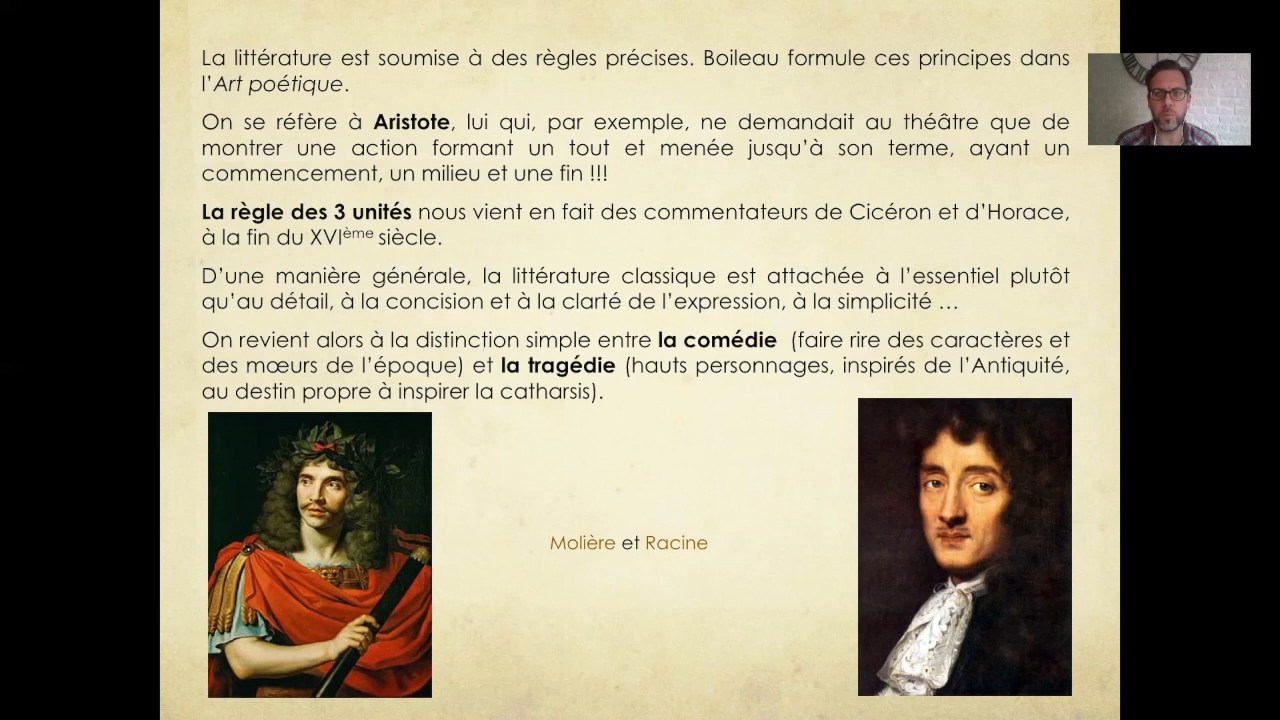 La littérature est soumise à des règles précises. Boileau formule ces principes dans
l'Art poétique.
On se réfère à Aristote, lui qui, par exemple, ne demandait au théâtre que de
montrer une action formant un tout et menée jusqu'à son terme, ayant un
commencement, un milieu et une fin !!!
La règle des 3 unités nous vient en fait des commentateurs de Cicéron et d'Horace,
à la fin du XVIème siècle.
D'une manière générale, la littérature classique est attachée à l'essentiel plutôt
qu'au détail, à la concision et à la clarté de l'expression, à la simplicité …
On revient alors à la distinction simple entre la comédie (faire rire des caractères et
des mœurs de l'époque) et la tragédie (hauts personnages, inspirés de l'Antiquité,
au destin propre à inspirer la catharsis).
Molière et Racine